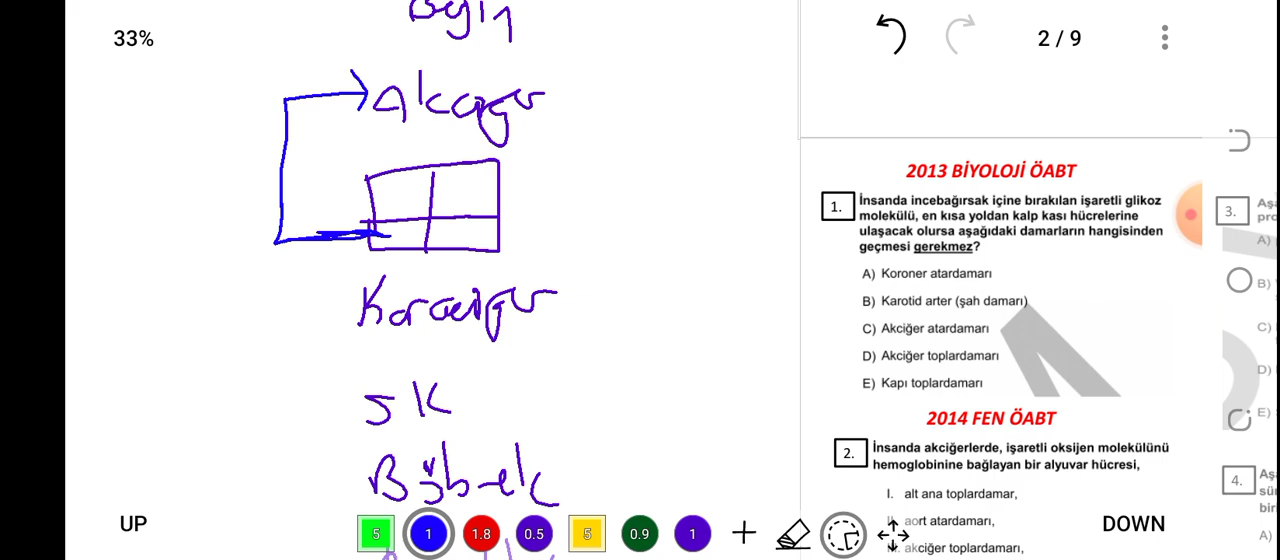 33%
Akciğer
Karaciğer
SK
Böbrek
UP
5
1
1.8
0.5
5
0.9
1
2 / 9
2013 BİYOLOJİ ÖABT
1. İnsanda incebağırsak içine bırakılan işaretli glikoz
molekülü, en kısa yoldan kalp kası hücrelerine
ulaşacak olursa aşağıdaki damarların hangisinden
geçmesi gerekmez?
A) Koroner atardamarı
B) Karotid arter (şah damarı)
C) Akciğer atardamarı
D) Akciğer toplardamarı
E) Kapı toplardamarı
2014 FEN ÖABT
2. İnsanda akciğerlerde, işaretli oksijen molekülünü
hemoglobinine bağlayan bir alyuvar hücresi,
I. alt ana toplardamar,
aort atardamarı,
akciğer toplardamarı,
DOWN
3.
A)
B)
C)
D)
E)
4.
A)